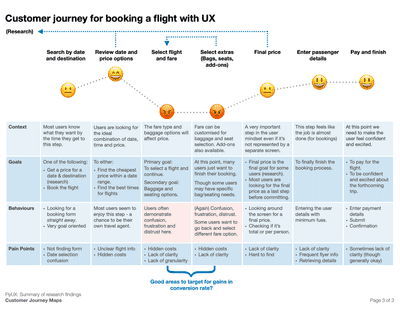 Customer journey for booking a flight with UX
(Research)
Search by date
and destination
Review date and
price options
Select flight
and fare
Select extras
(Bags, seats,
add-ons)
Final price
Enter passenger
details
Pay and finish
Context
Most users know
what they want by
the time they get to
this step.
Users are looking for
the ideal
combination of date,
time and price.
The fare type and
baggage options will
affect price.
Fare can be
customised for
baggage and seat
selection. Add-ons
also available.
A very important
step in the user
mindset even if it's
not represented by a
separate screen.
This step feels like
the job is almost
done (for bookings)
At this point we
need to make the
user feel confident
and excited.
Goals
One of the following:
• Get a price for a
date & destination
(research)
• Book the flight
To either:
• Find the cheapest
price within a date
range.
• Find the best times
for flights
Primary goal:
To select a flight and
continue.
Secondary goal:
Baggage and
seating options.
At this point, many
users just want to
finish their booking.
Though some users
may have specific
bag/seating needs.
• Final price is the
final goal for some
users (research).
• Most users are
looking for the final
price as a last step
before committing.
To finally finish the
booking process.
• To pay for the
flight.
• To be confident
and excited about
the forthcoming
trip.
Behaviours
• Looking for a
booking form
straight away.
• Very goal oriented
Most users seem to
enjoy this step - a
chance to be their
own travel agent.
Users often
demonstrate
confusion,
frustration and
distrust here.
(Again) Confusion,
frustration, distrust.
Some users want to
go back and select
different fare option.
• Looking around
the screen for a
final price.
• Checking if it's
total or per person.
Entering the user
details with
minimum fuss.
• Enter payment
details
• Submit
• Confirmation
Pain Points
• Not finding form
• Date selection
confusion
• Unclear flight info
• Hidden costs
• Hidden costs
• Lack of clarity
• Lack of granularity
• Hidden costs
• Lack of clarity
• Lack of clarity
• Hard to find
• Lack of clarity
• Frequent flyer info
• Retrieving details
• Sometimes lack of
clarity (though
generally okay)
Good areas to target for gains in
conversion rate?
FlyUX: Summary of research findings
Customer Journey Maps
Page 3 of 3